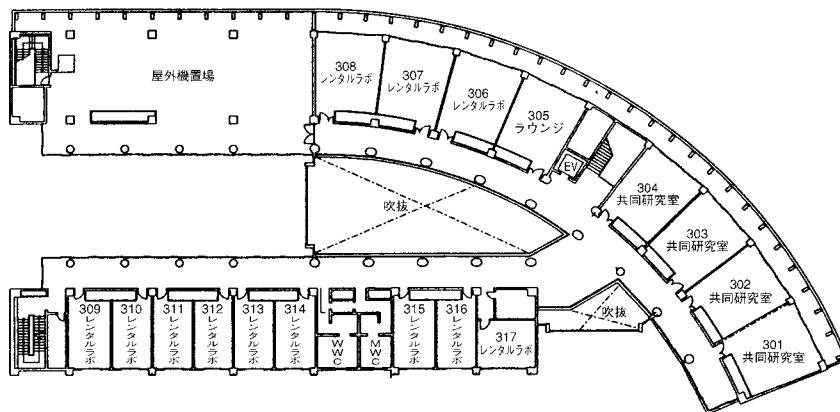 屋外機置場
308
レンタルラボ
307
レンタルラボ
306
レンタルラボ
305
ラウンジ
EV
304
共同研究室
303
共同研究室
302
共同研究室
301
共同研究室
吹抜
吹抜
309
レンタルラボ
310
レンタルラボ
311
レンタルラボ
312
レンタルラボ
313
レンタルラボ
314
レンタルラボ
WWC
MWC
315
レンタルラボ
316
レンタルラボ
317
レンタルラボ